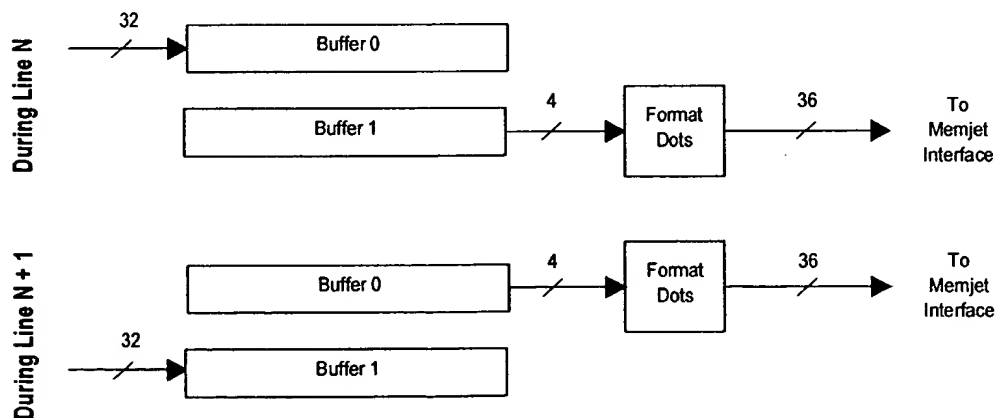 During Line N
32
Buffer 0
Buffer 1
4
Format
Dots
36
To
Memjet
Interface
During Line N + 1
Buffer 0
4
Format
Dots
36
To
Memjet
Interface
32
Buffer 1